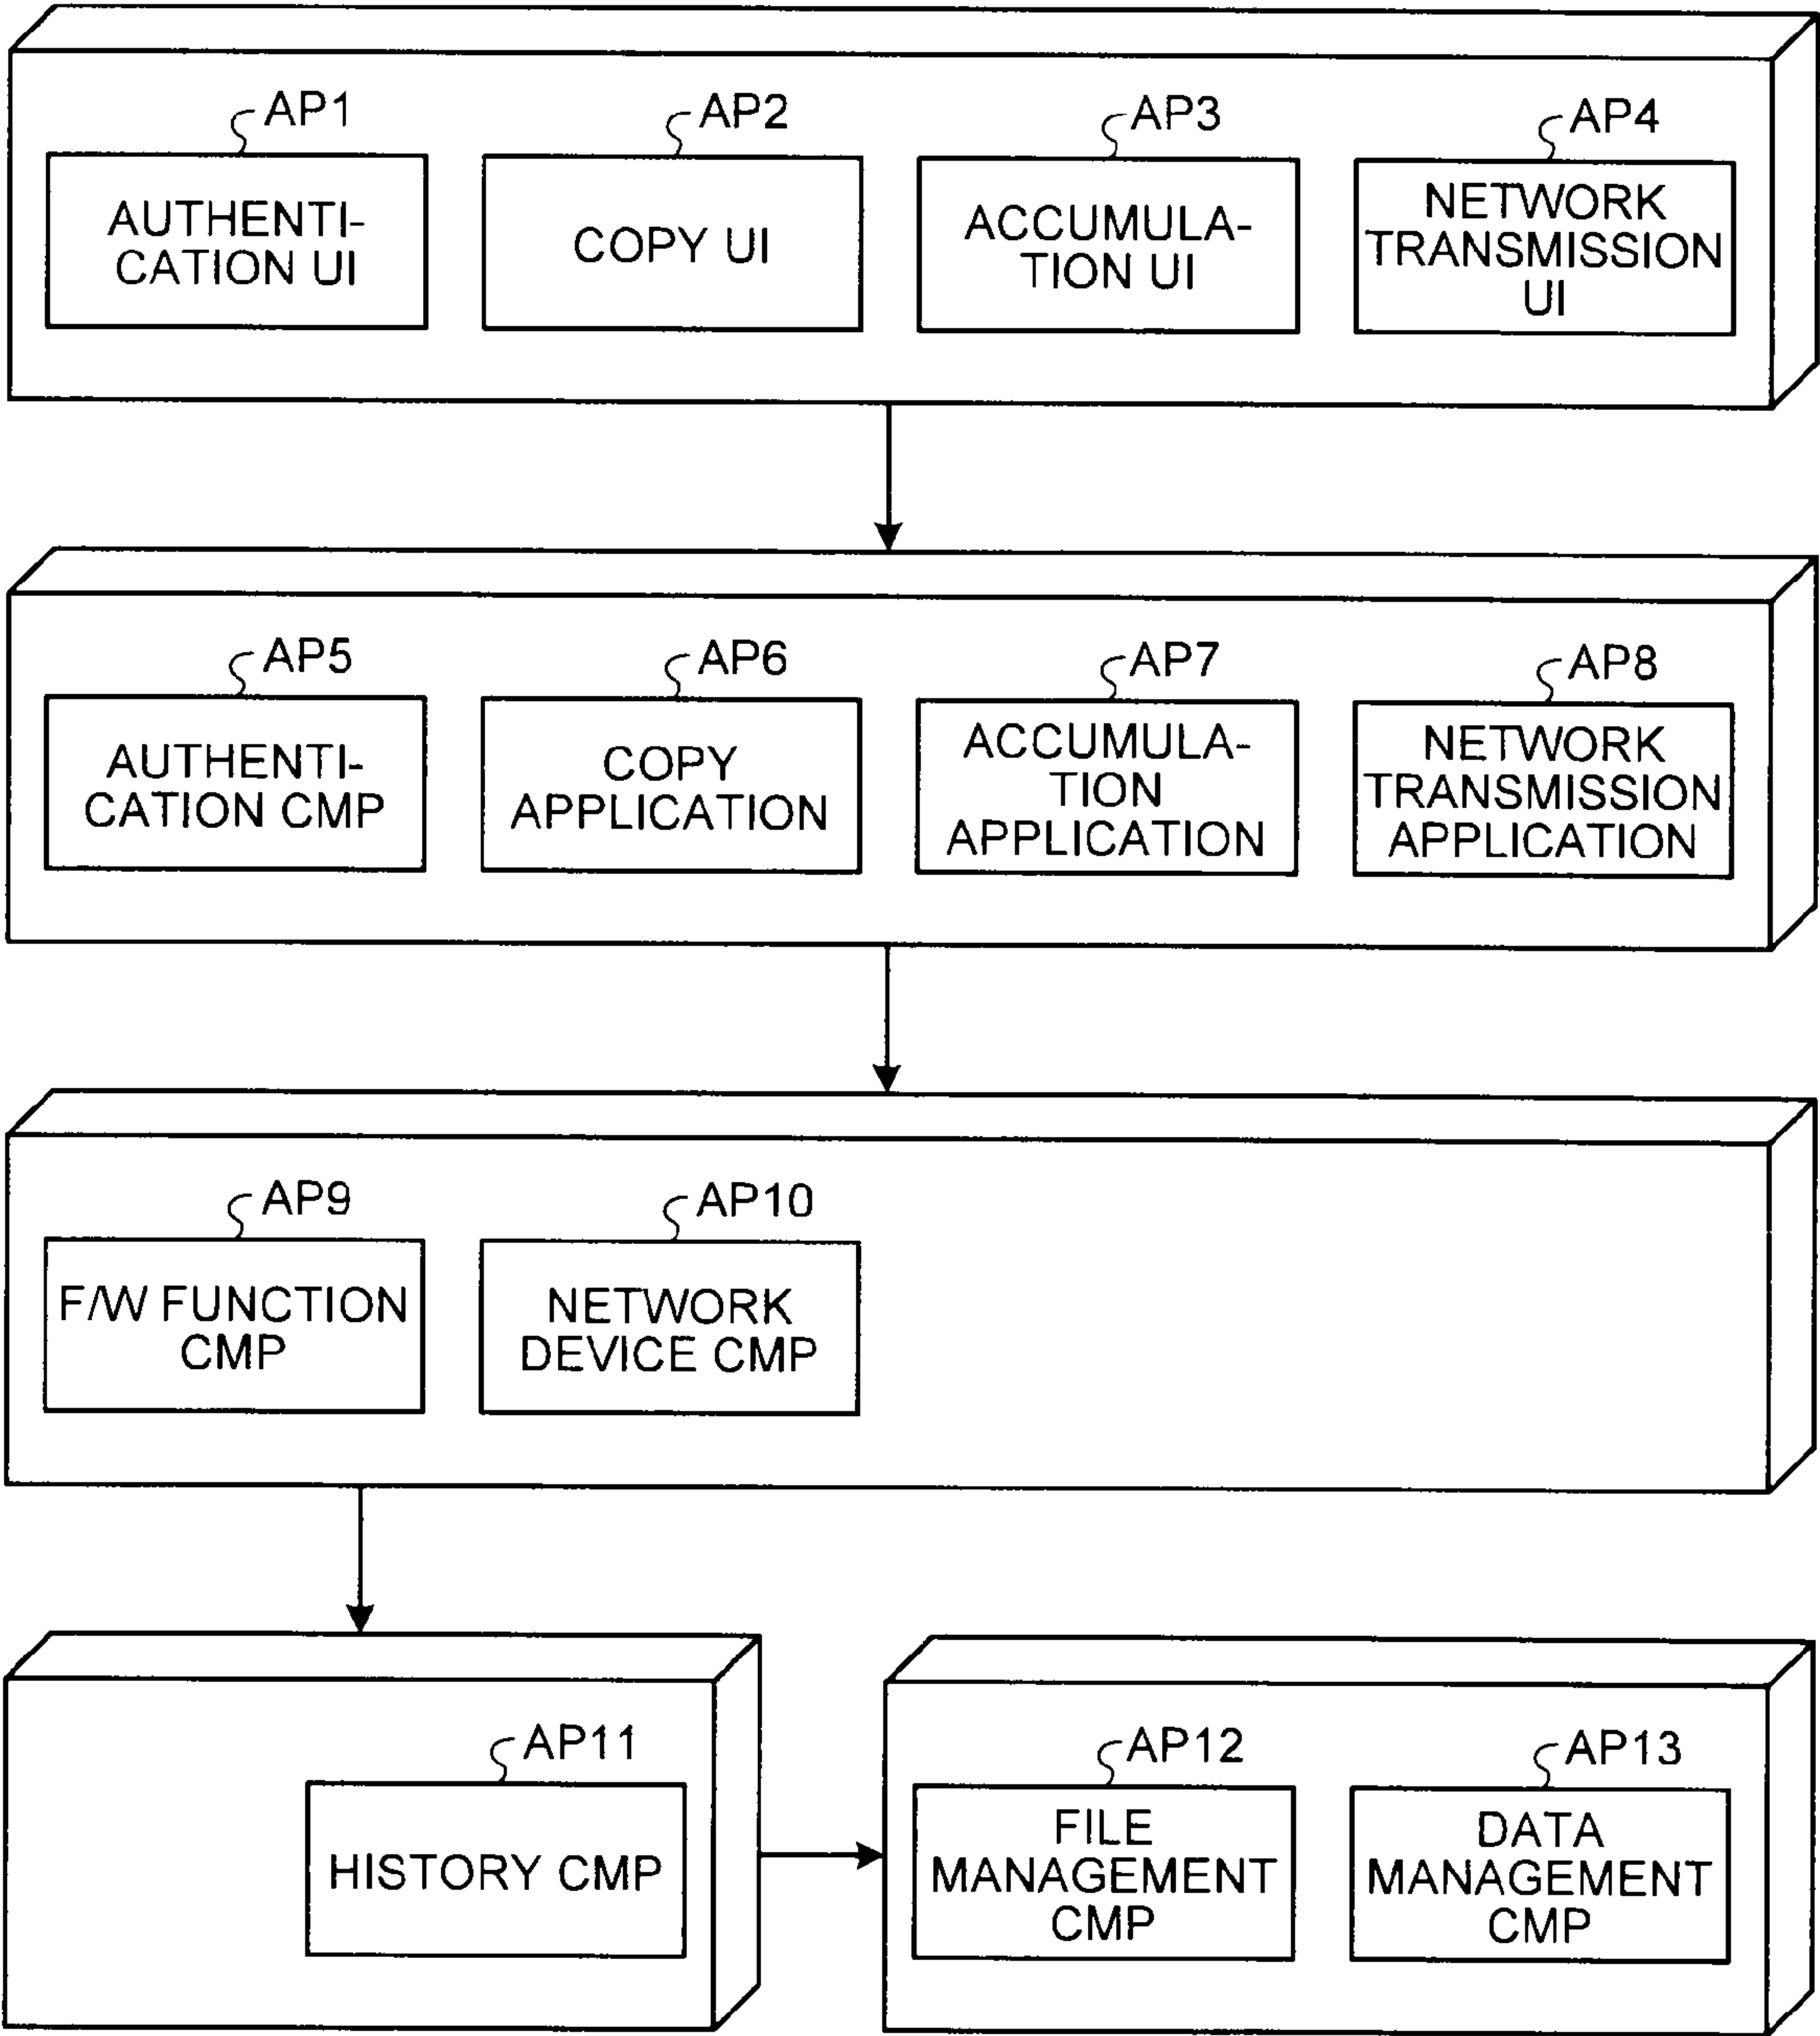 AP1
AP2
AP3
AP4
AUTHENTI-
CATION UI
COPY UI
ACCUMULA-
TION UI
NETWORK
TRANSMISSION
UI
AP5
AP6
AP7
AP8
AUTHENTI-
CATION CMP
COPY
APPLICATION
ACCUMULA-
TION
APPLICATION
NETWORK
TRANSMISSION
APPLICATION
AP9
AP10
F/W FUNCTION
CMP
NETWORK
DEVICE CMP
AP11
HISTORY CMP
AP12
AP13
FILE
MANAGEMENT
CMP
DATA
MANAGEMENT
CMP